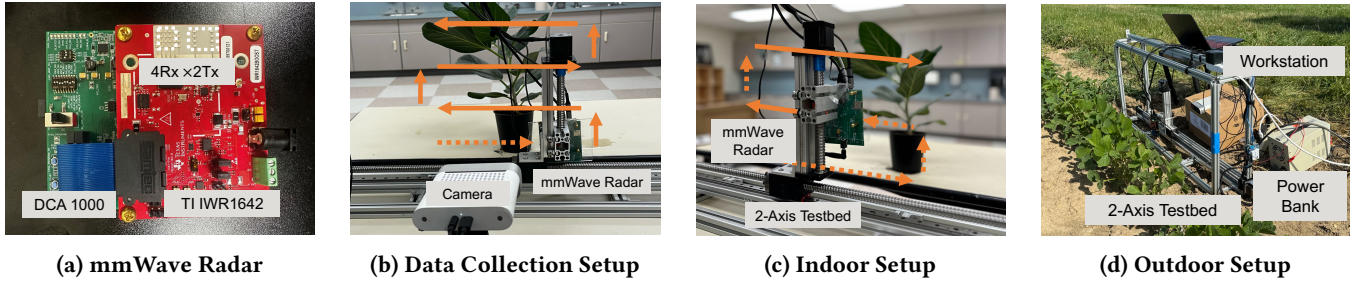 4Rx ×2Tx
DCA 1000
TI IWR1642
Camera
mmWave Radar
mmWave
Radar
2-Axis Testbed
Workstation
Power
Bank
2-Axis Testbed
(a) mmWave Radar
(b) Data Collection Setup
(c) Indoor Setup
(d) Outdoor Setup